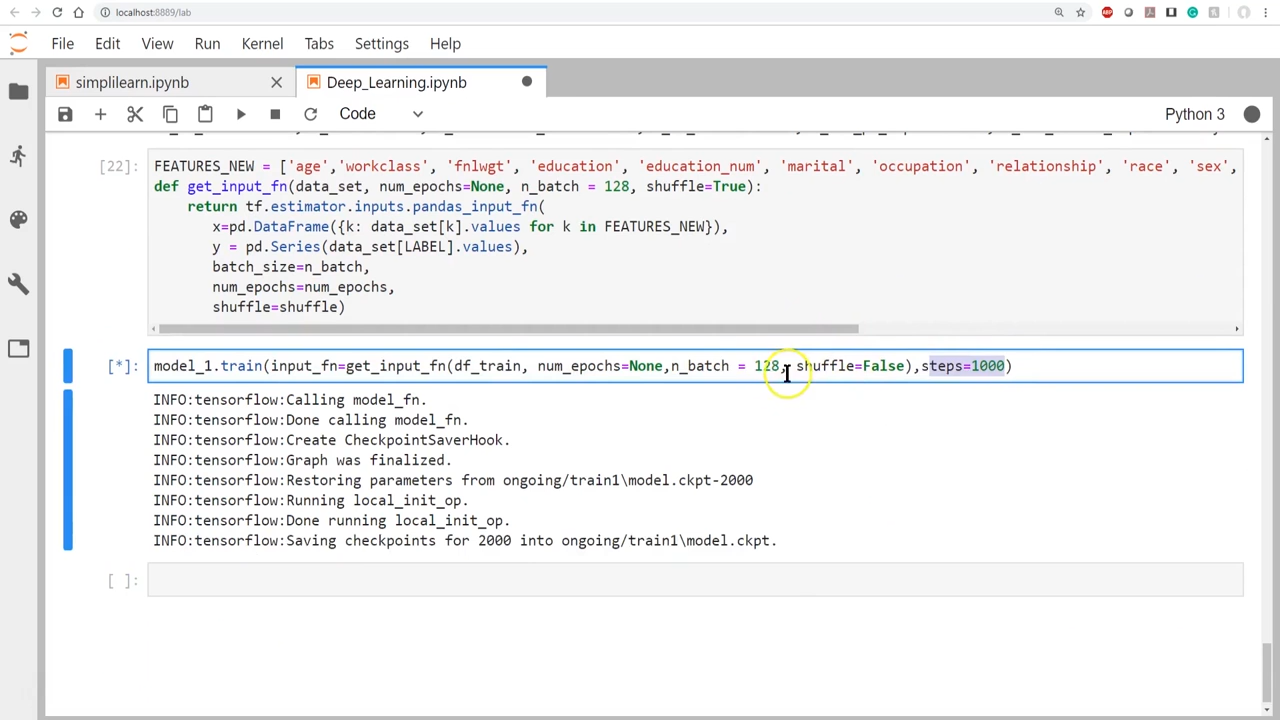 localhost:8889/lab
File Edit View Run Kernel Tabs Settings Help
simplilearn.ipynb Deep_Learning.ipynb
Code Python 3
[22]: FEATURES_NEW = ['age','workclass', 'fnlwgt', 'education', 'education_num', 'marital', 'occupation', 'relationship', 'race', 'sex',
def get_input_fn(data_set, num_epochs=None, n_batch = 128, shuffle=True):
return tf.estimator.inputs.pandas_input_fn(
x=pd.DataFrame({k: data_set[k].values for k in FEATURES_NEW}),
y = pd.Series(data_set[LABEL].values),
batch_size=n_batch,
num_epochs=num_epochs,
shuffle=shuffle)
[*]: model_1.train(input_fn=get_input_fn(df_train, num_epochs=None,n_batch = 128, shuffle=False),steps=1000)
INFO:tensorflow:Calling model_fn.
INFO:tensorflow:Done calling model_fn.
INFO:tensorflow:Create CheckpointSaverHook.
INFO:tensorflow:Graph was finalized.
INFO:tensorflow:Restoring parameters from ongoing/train1\model.ckpt-2000
INFO:tensorflow:Running local_init_op.
INFO:tensorflow:Done running local_init_op.
INFO:tensorflow:Saving checkpoints for 2000 into ongoing/train1\model.ckpt.
[ ]: